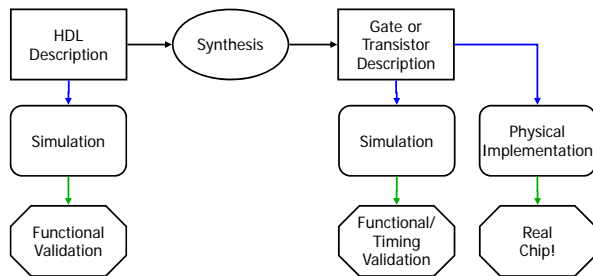 HDL
Description
Synthesis
Gate or
Transistor
Description
Simulation
Simulation
Physical
Implementation
Functional
Validation
Functional/
Timing
Validation
Real
Chip!